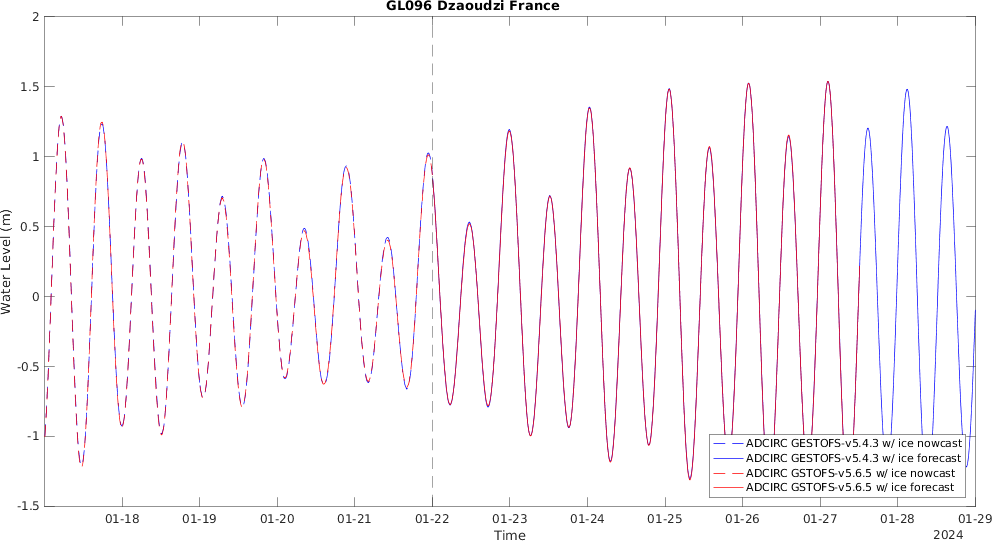 GL096 Dzaoudzi France
2
1.5
1
0.5
0
-0.5
-1
-1.5
Water Level (m)
ADCIRC GESTOFS-v5.4.3 w/ ice nowcast
ADCIRC GESTOFS-v5.4.3 w/ ice forecast
ADCIRC GSTOFS-v5.6.5 w/ ice nowcast
ADCIRC GSTOFS-v5.6.5 w/ ice forecast
01-18 01-19 01-20 01-21 01-22 01-23 01-24 01-25 01-26 01-27 01-28 01-29
Time
2024